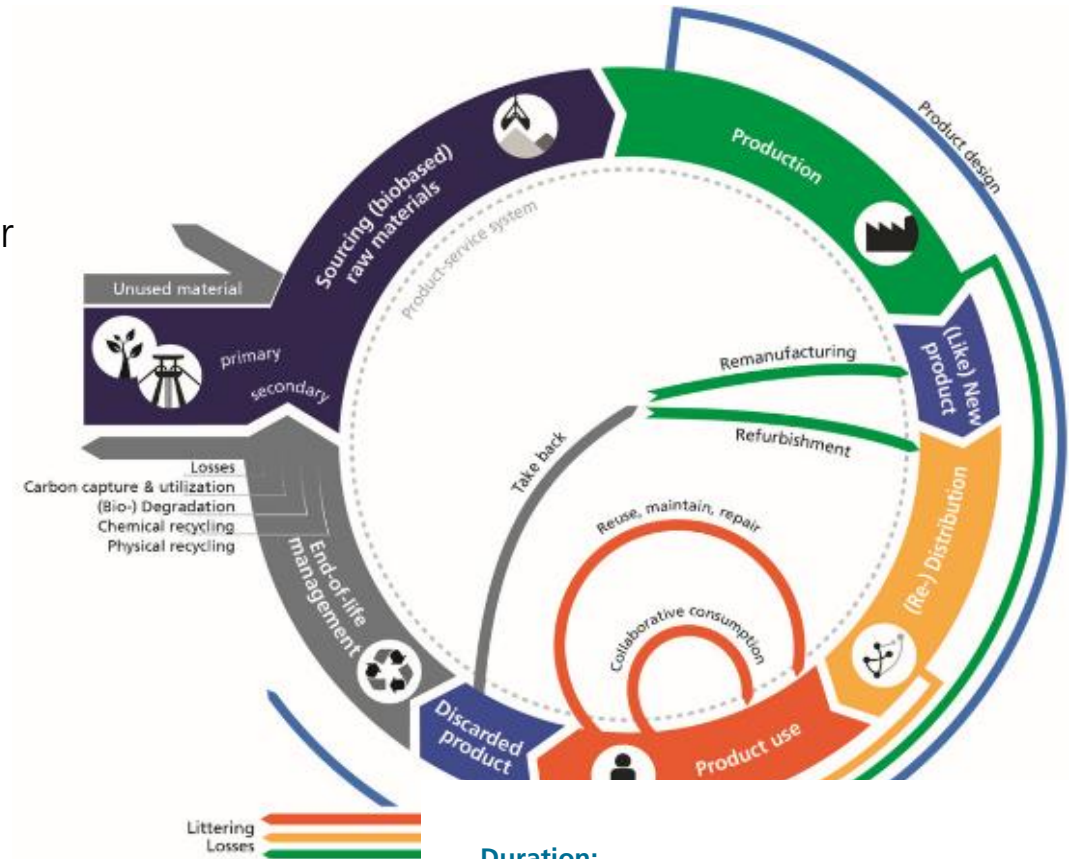 Product design
Production
Sourcing (biobased)
raw materials
Product-service system
r
Unused material
primary
secondary
(Like) New
product
Remanufacturing
Refurbishment
Take back
Losses
Carbon capture & utilization
(Bio-) Degradation
Chemical recycling
Physical recycling
End-of-life
management
Reuse, maintain, repair
Collaborative consumption
(Re-) Distribution
Discarded
product
Product use
Littering
Losses
Duration: